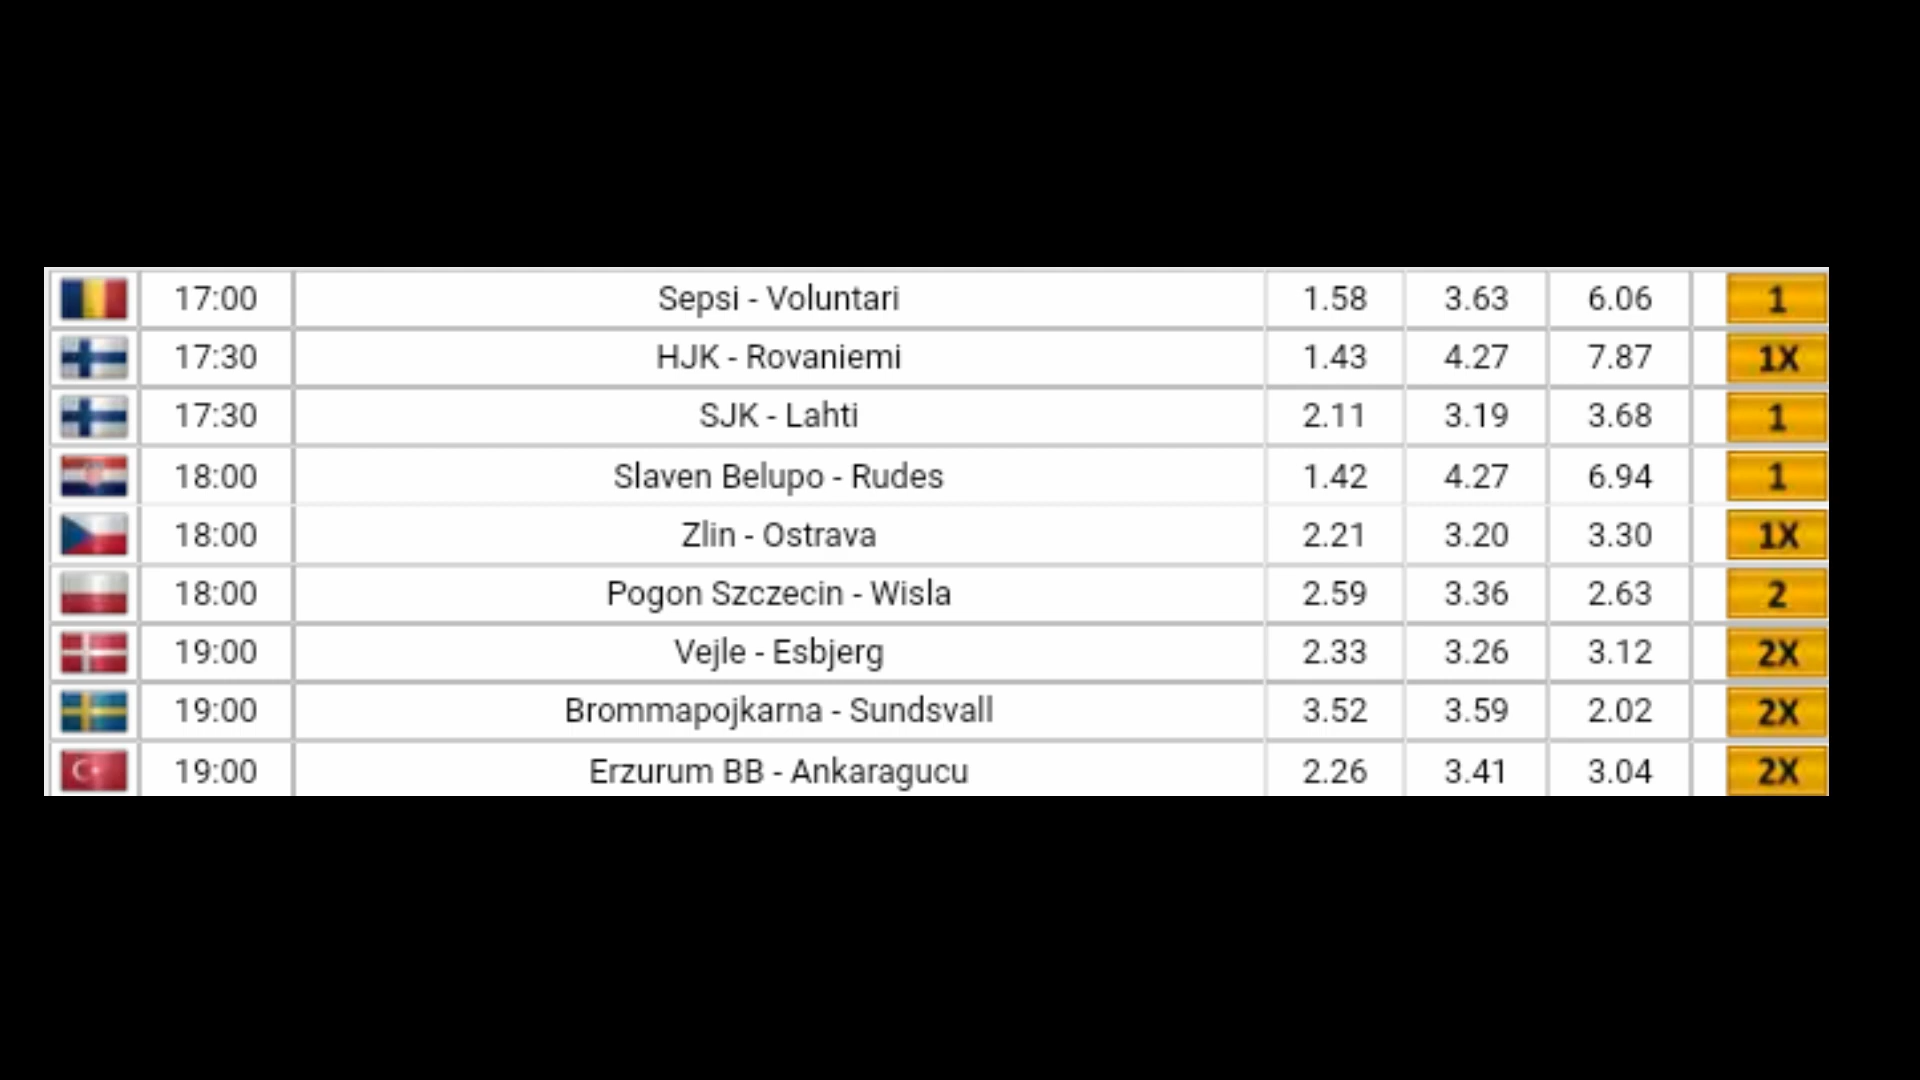 17:00 Sepsi - Voluntari 1.58 3.63 6.06 1
17:30 HJK - Rovaniemi 1.43 4.27 7.87 1X
17:30 SJK - Lahti 2.11 3.19 3.68 1
18:00 Slaven Belupo - Rudes 1.42 4.27 6.94 1
18:00 Zlin - Ostrava 2.21 3.20 3.30 1X
18:00 Pogon Szczecin - Wisla 2.59 3.36 2.63 2
19:00 Vejle - Esbjerg 2.33 3.26 3.12 2X
19:00 Brommapojkarna - Sundsvall 3.52 3.59 2.02 2X
19:00 Erzurum BB - Ankaragucu 2.26 3.41 3.04 2X